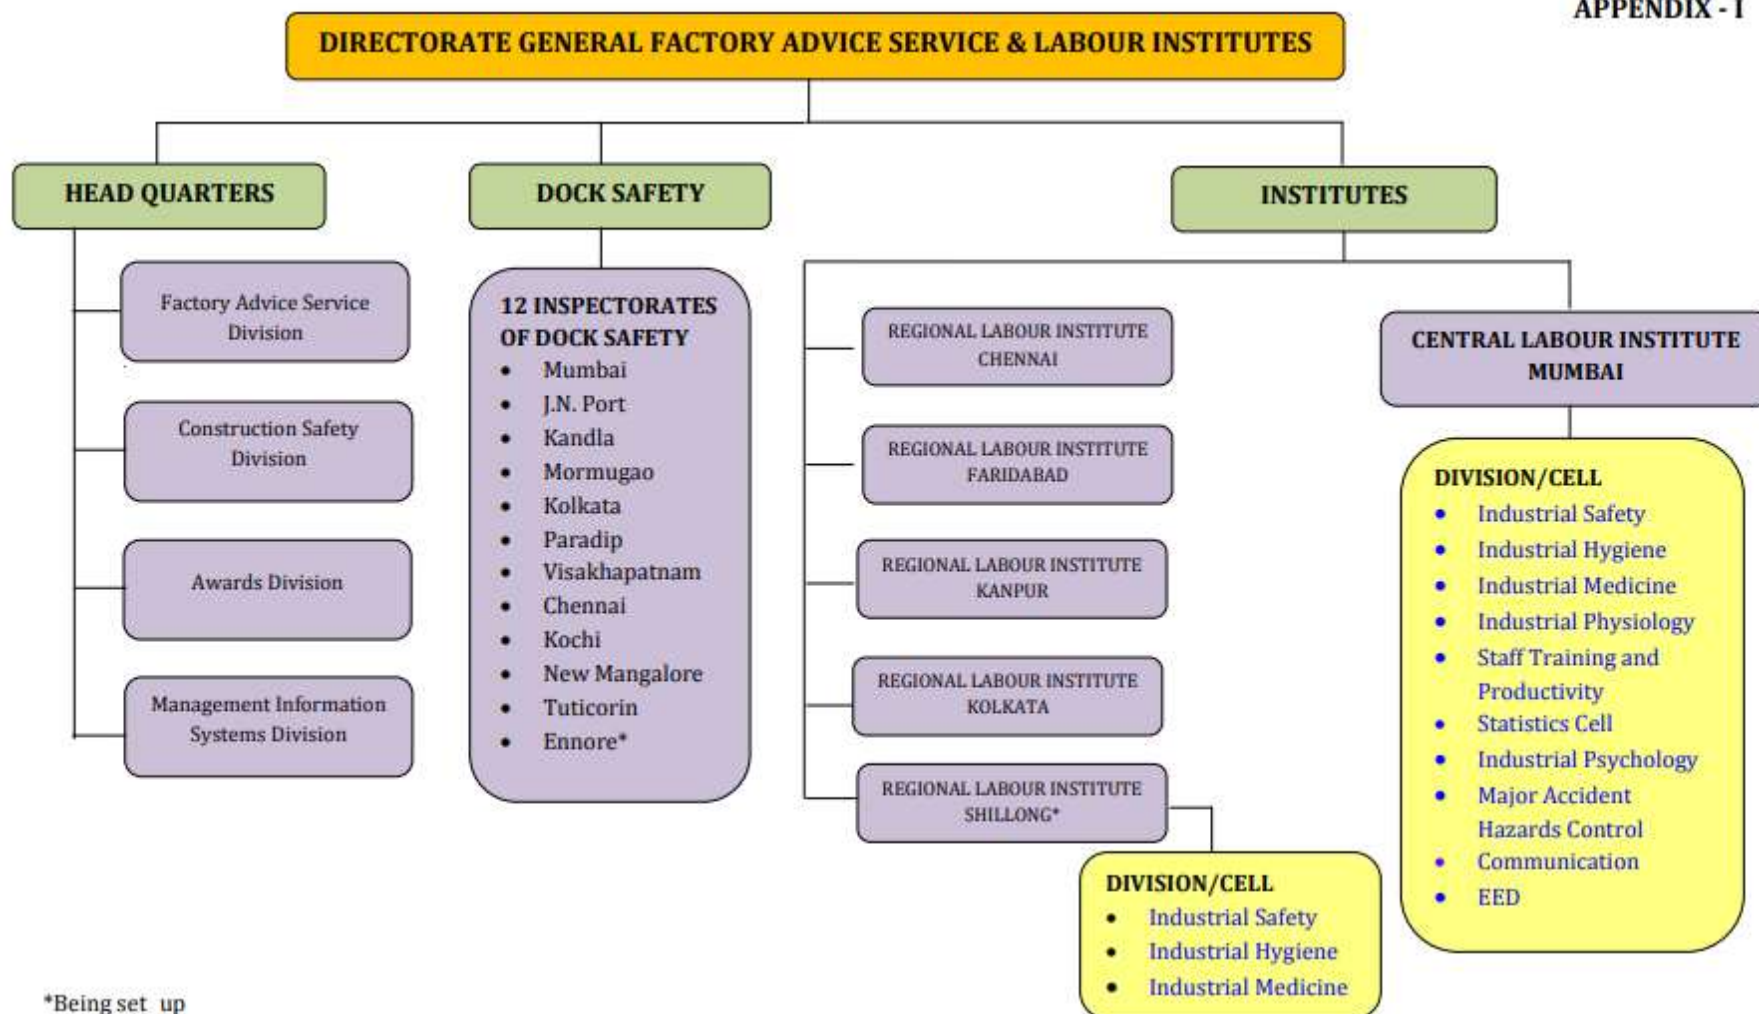 APPENDIX - I
DIRECTORATE GENERAL FACTORY ADVICE SERVICE & LABOUR INSTITUTES
HEAD QUARTERS
Factory Advice Service
Division
Construction Safety
Division
Awards Division
Management Information
Systems Division
DOCK SAFETY
12 INSPECTORATES
OF DOCK SAFETY
• Mumbai
• J.N. Port
• Kandla
• Mormugao
• Kolkata
• Paradip
• Visakhapatnam
• Chennai
• Kochi
• New Mangalore
• Tuticorin
• Ennore*
INSTITUTES
REGIONAL LABOUR INSTITUTE
CHENNAI
REGIONAL LABOUR INSTITUTE
FARIDABAD
REGIONAL LABOUR INSTITUTE
KANPUR
REGIONAL LABOUR INSTITUTE
KOLKATA
REGIONAL LABOUR INSTITUTE
SHILLONG*
DIVISION/CELL
• Industrial Safety
• Industrial Hygiene
• Industrial Medicine
CENTRAL LABOUR INSTITUTE
MUMBAI
DIVISION/CELL
• Industrial Safety
• Industrial Hygiene
• Industrial Medicine
• Industrial Physiology
• Staff Training and
Productivity
• Statistics Cell
• Industrial Psychology
• Major Accident
Hazards Control
• Communication
• EED
*Being set up